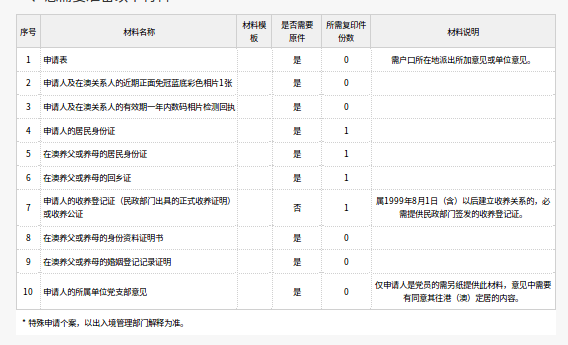 序号 材料名称 材料模板 是否需要原件 所需复印件份数 材料说明
1 申请表 是 0 需户口所在地派出所加意见或单位意见。
2 申请人及在澳关系人的近期正面免冠蓝底彩色相片1张 是 0
3 申请人及在澳关系人的有效期一年内数码相片检测回执 是 0
4 申请人的居民身份证 是 1
5 在澳养父或养母的居民身份证 是 1
6 在澳养父或养母的回乡证 是 1
7 申请人的收养登记证（民政部门出具的正式收养证明）或收养公证 否 1 属1999年8月1日（含）以后建立收养关系的，必需提供民政部门签发的收养登记证。
8 在澳养父或养母的身份资料证明书 是 0
9 在澳养父或养母的婚姻登记记录证明 是 0
10 申请人的所属单位党支部意见 是 0 仅申请人是党员的需另纸提供此材料，意见中需要有同意其往港（澳）定居的内容。
* 特殊申请个案，以出入境管理部门解释为准。